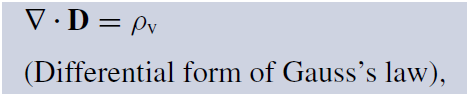 ∇ · D = ρv
(Differential form of Gauss's law),